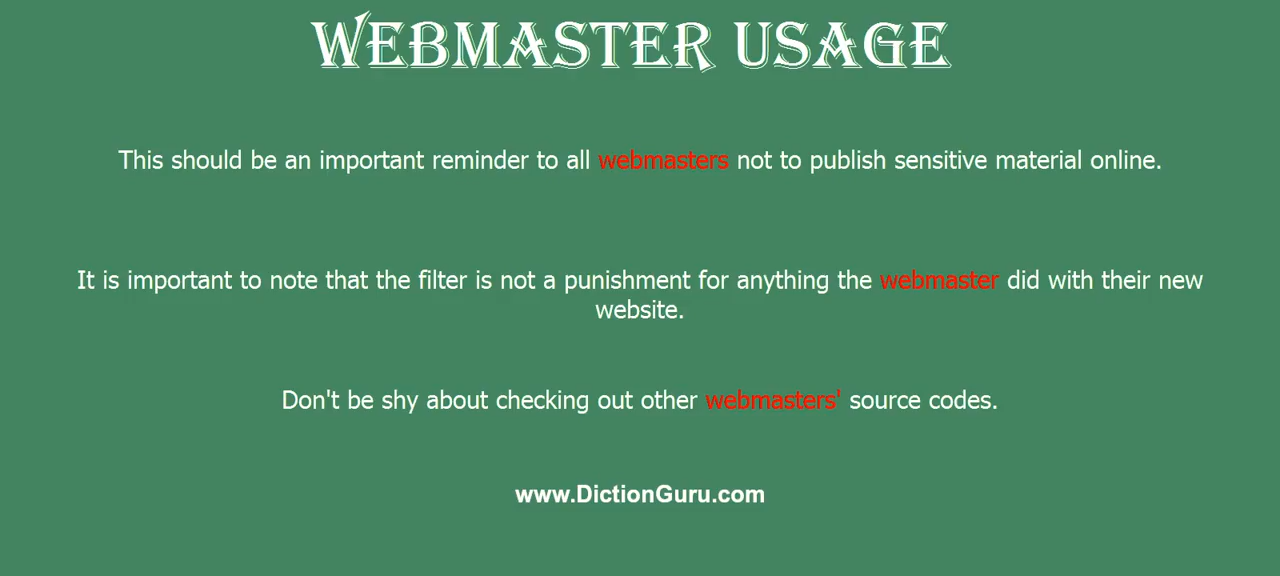 WEBMASTER USAGE
This should be an important reminder to all webmasters not to publish sensitive material online.
It is important to note that the filter is not a punishment for anything the webmaster did with their new
website.
Don't be shy about checking out other webmasters' source codes.
www.DictionGuru.com